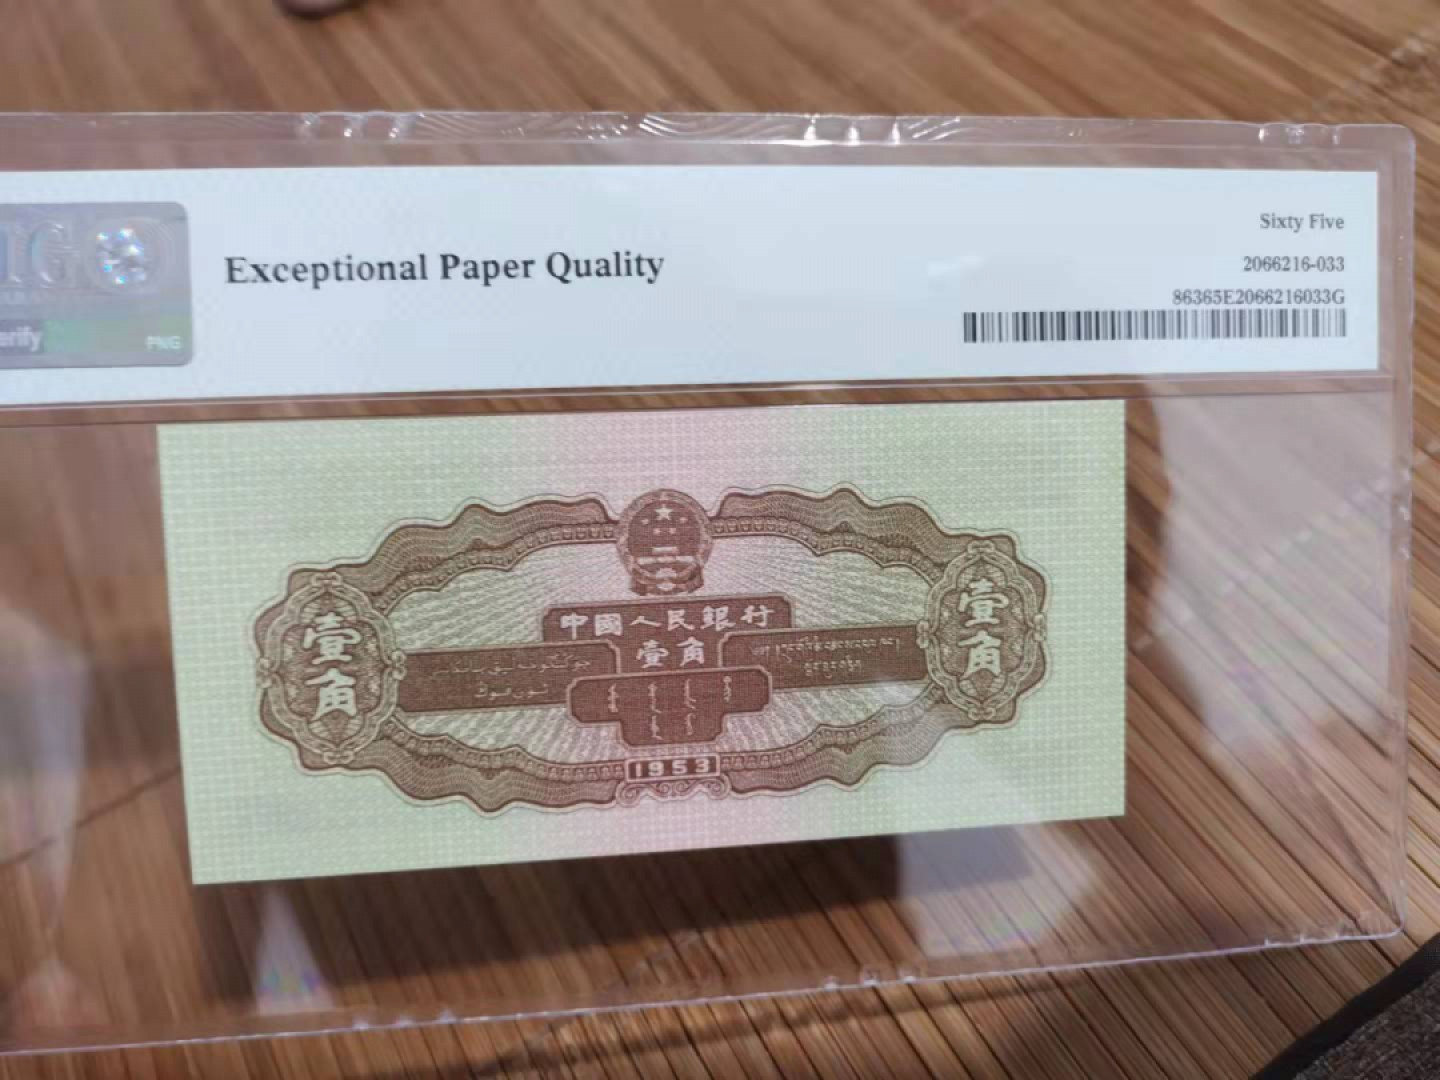 Sixty Five
Exceptional Paper Quality
2066216-033
86365E2066216033G
erify
PNG
中國人民銀行
壹角
壹角
壹角
1953